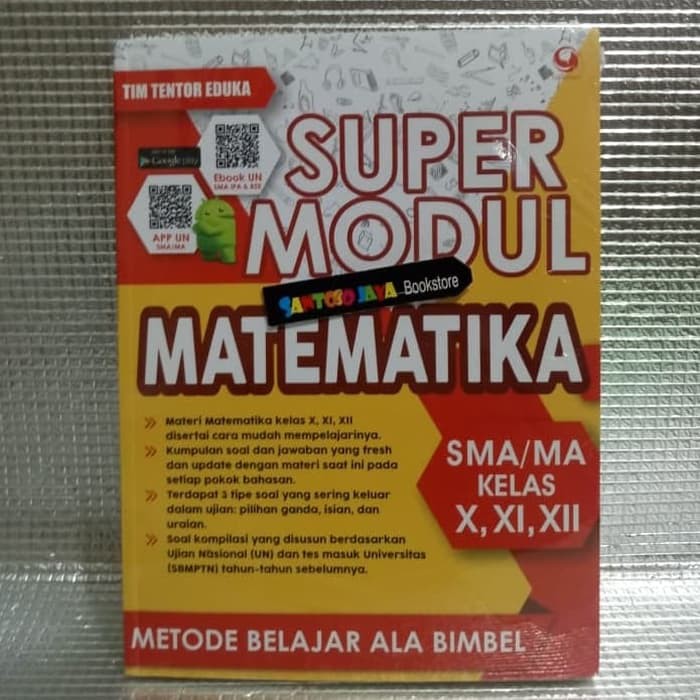 TIM TENTOR EDUKA
Google play
Ebook UN
SMA IPA & IPS
APP UN
SMA/MA
SUPER
MODUL
SANTOSO JAYA Bookstore
MATEMATIKA
Materi Matematika kelas X, XI, XII
disertai cara mudah mempelajarinya.
Kumpulan soal dan jawaban yang fresh
dan update dengan materi saat ini pada
setiap pokok bahasan.
Terdapat 3 tipe soal yang sering keluar
dalam ujian: pilihan ganda, isian, dan
uraian.
Soal kompilasi yang disusun berdasarkan
Ujian Nasional (UN) dan tes masuk Universitas
(SBMPTN) tahun-tahun sebelumnya.
SMA/MA
KELAS
X, XI, XII
METODE BELAJAR ALA BIMBEL